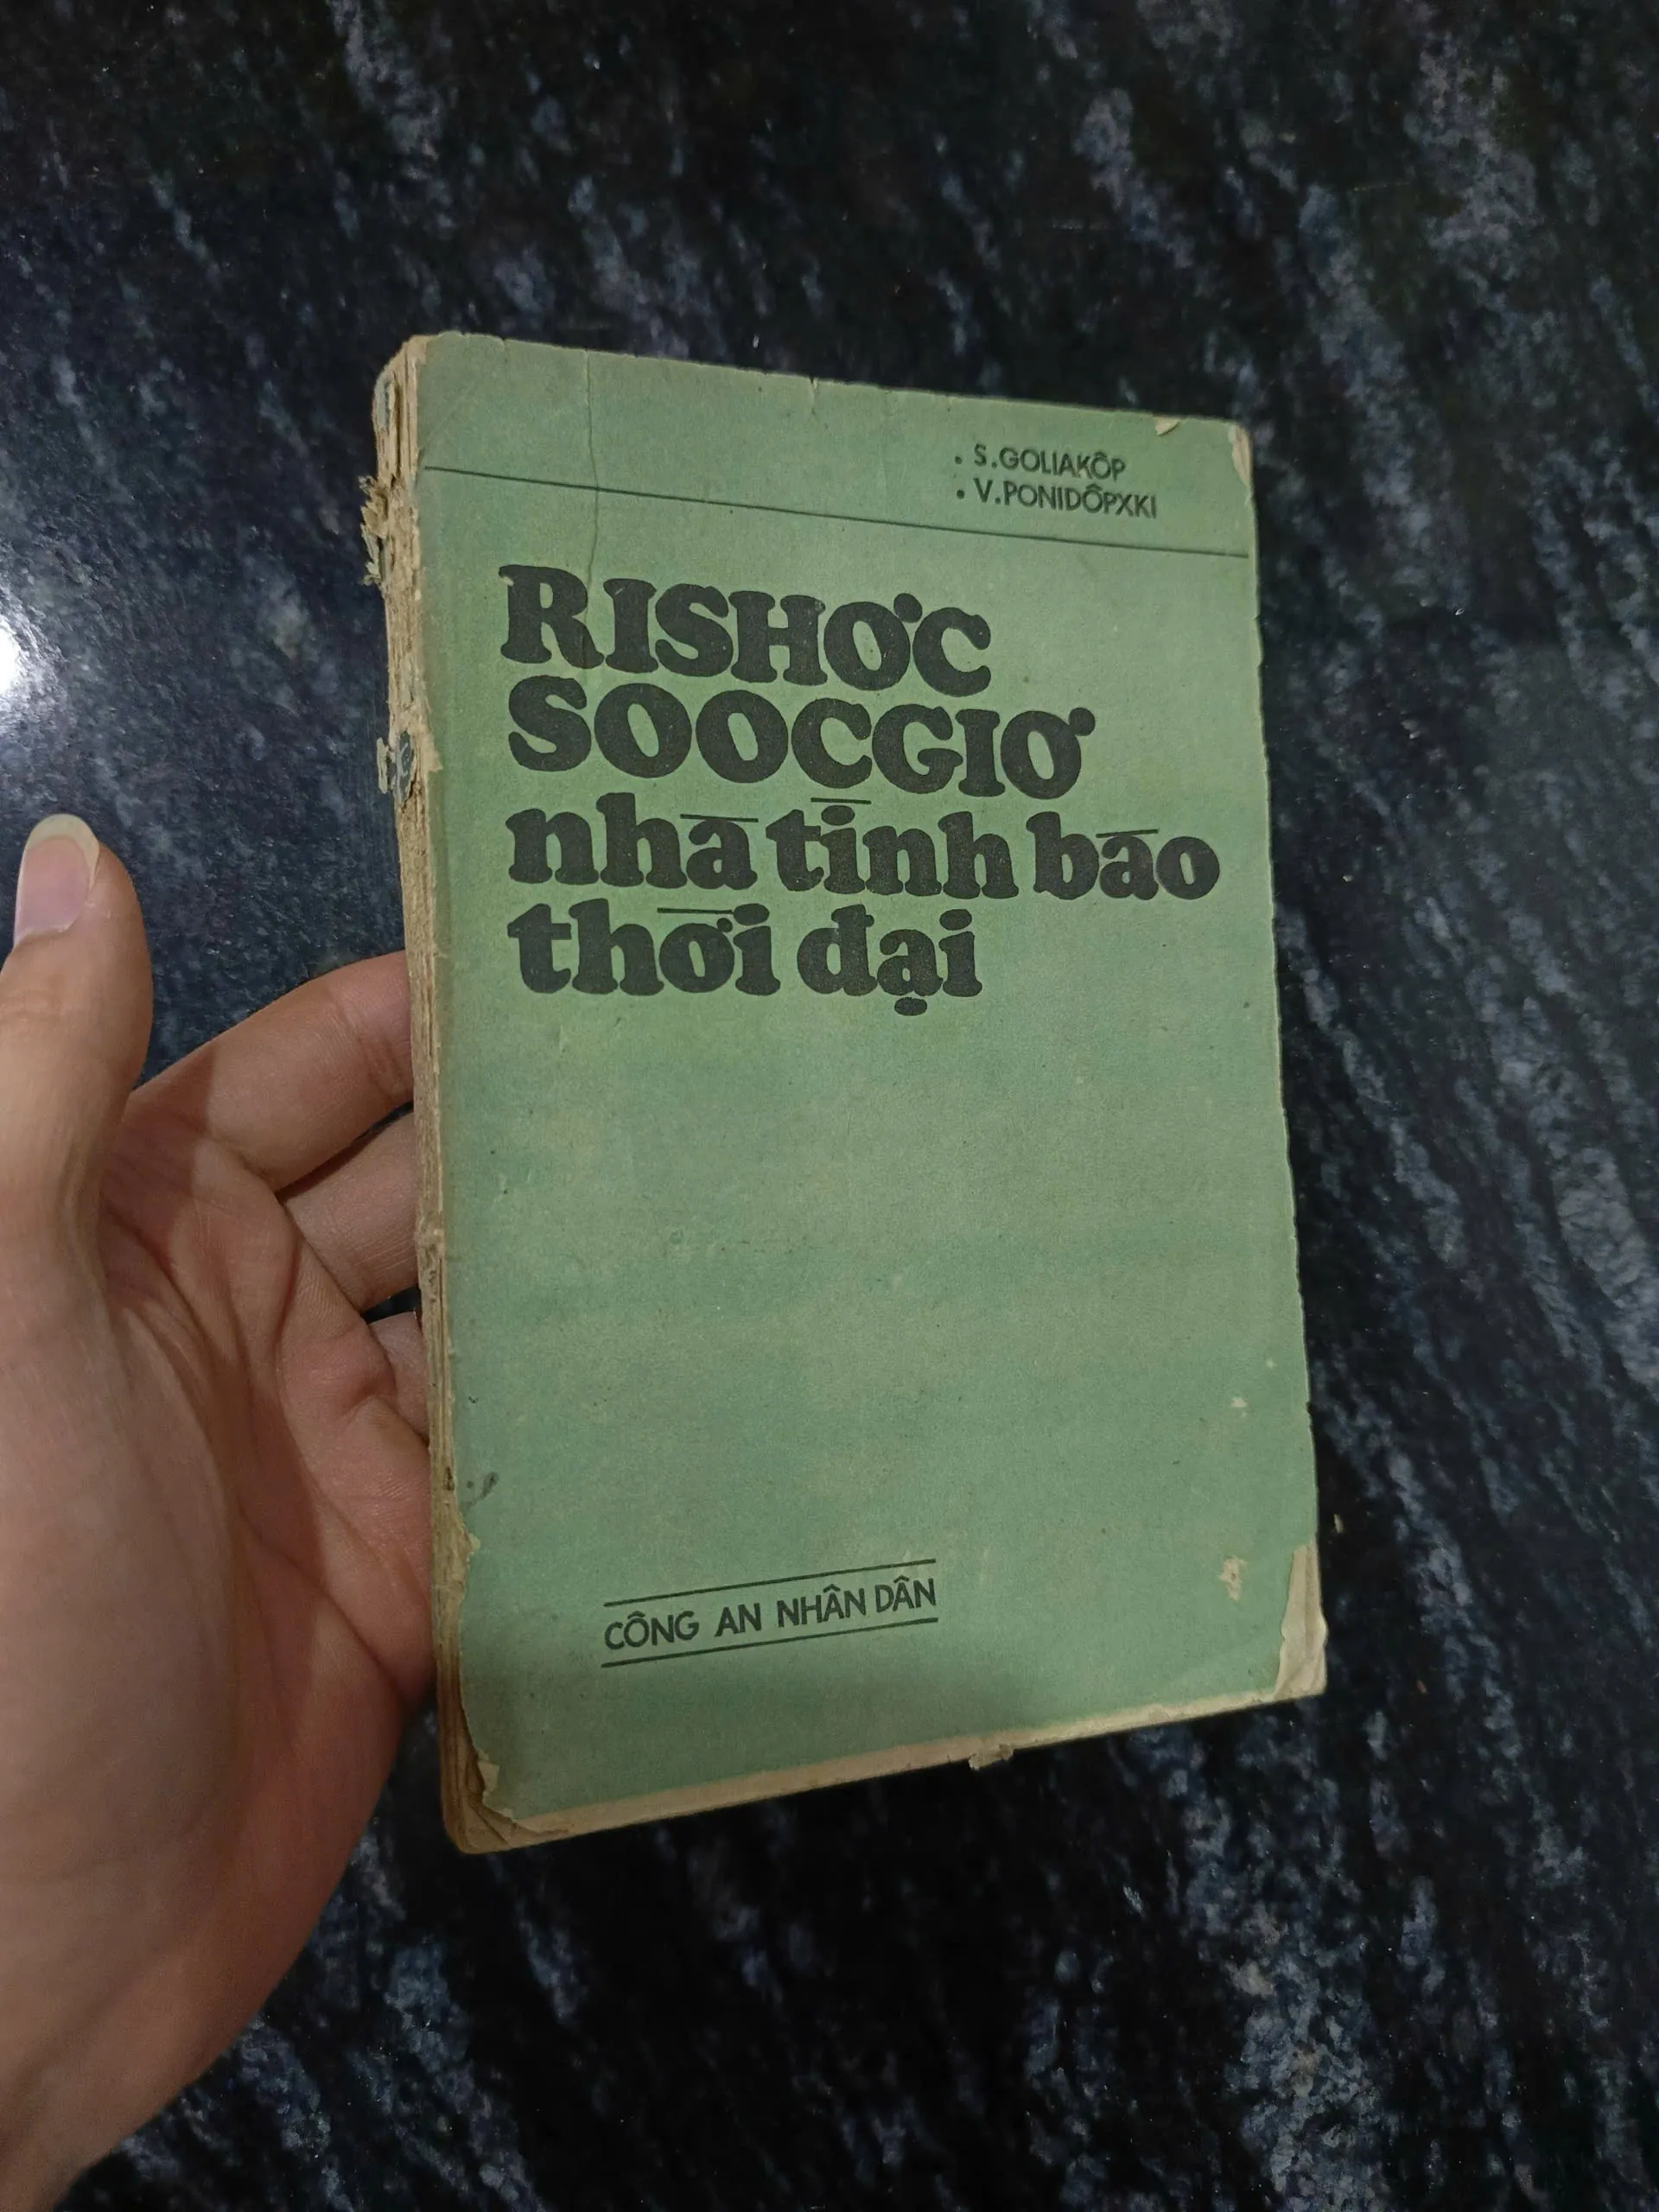 . S.GOLIAKÔP
. V.PONIDÔPXKI
RISHƠC
SOOCGIƠ
nhà tình báo
thời đại
CÔNG AN NHÂN DÂN